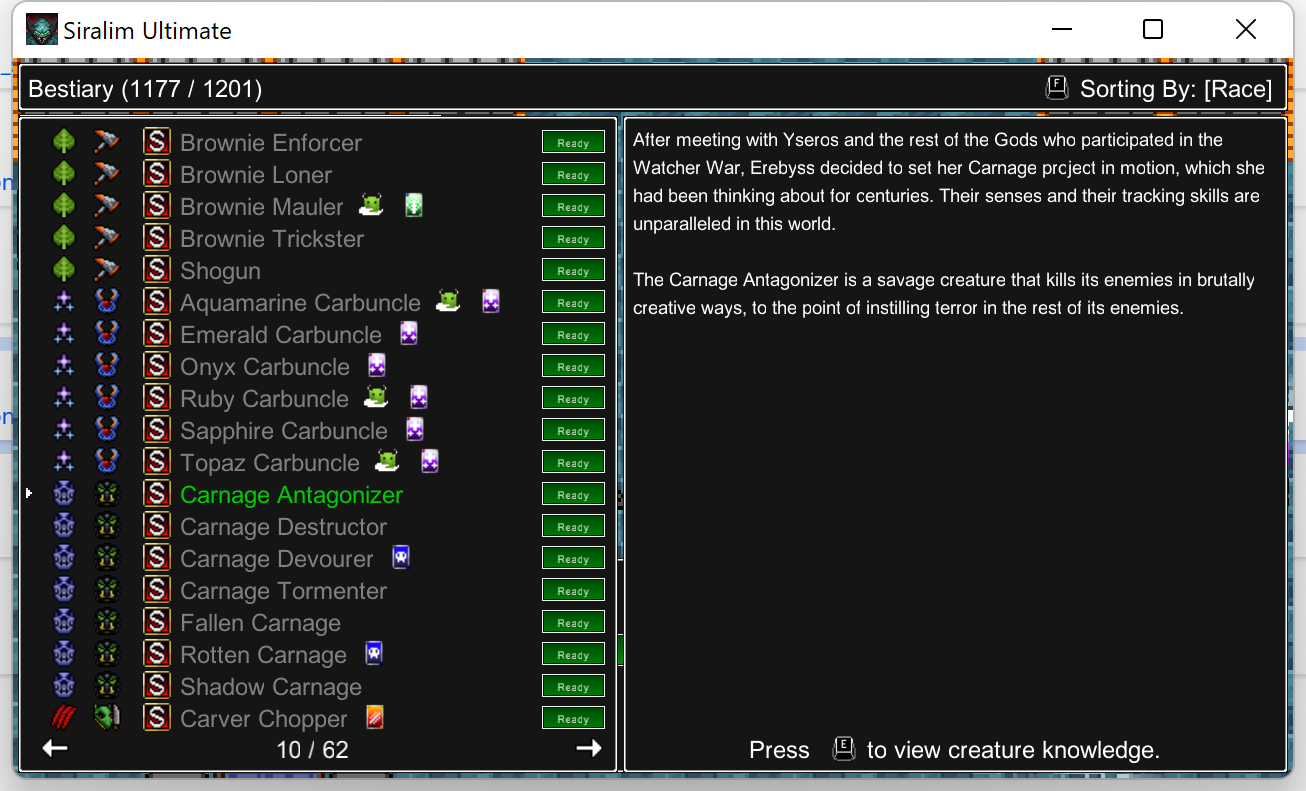 Siralim Ultimate
Bestiary (1177 / 1201)
F Sorting By: [Race]
S Brownie Enforcer Ready
S Brownie Loner Ready
S Brownie Mauler Ready
S Brownie Trickster Ready
S Shogun Ready
S Aquamarine Carbuncle Ready
S Emerald Carbuncle Ready
S Onyx Carbuncle Ready
S Ruby Carbuncle Ready
S Sapphire Carbuncle Ready
S Topaz Carbuncle Ready
S Carnage Antagonizer Ready
S Carnage Destructor Ready
S Carnage Devourer Ready
S Carnage Tormenter Ready
S Fallen Carnage Ready
S Rotten Carnage Ready
S Shadow Carnage Ready
S Carver Chopper Ready
10 / 62
After meeting with Yseros and the rest of the Gods who participated in the
Watcher War, Erebyss decided to set her Carnage project in motion, which she
had been thinking about for centuries. Their senses and their tracking skills are
unparalleled in this world.
The Carnage Antagonizer is a savage creature that kills its enemies in brutally
creative ways, to the point of instilling terror in the rest of its enemies.
Press E to view creature knowledge.